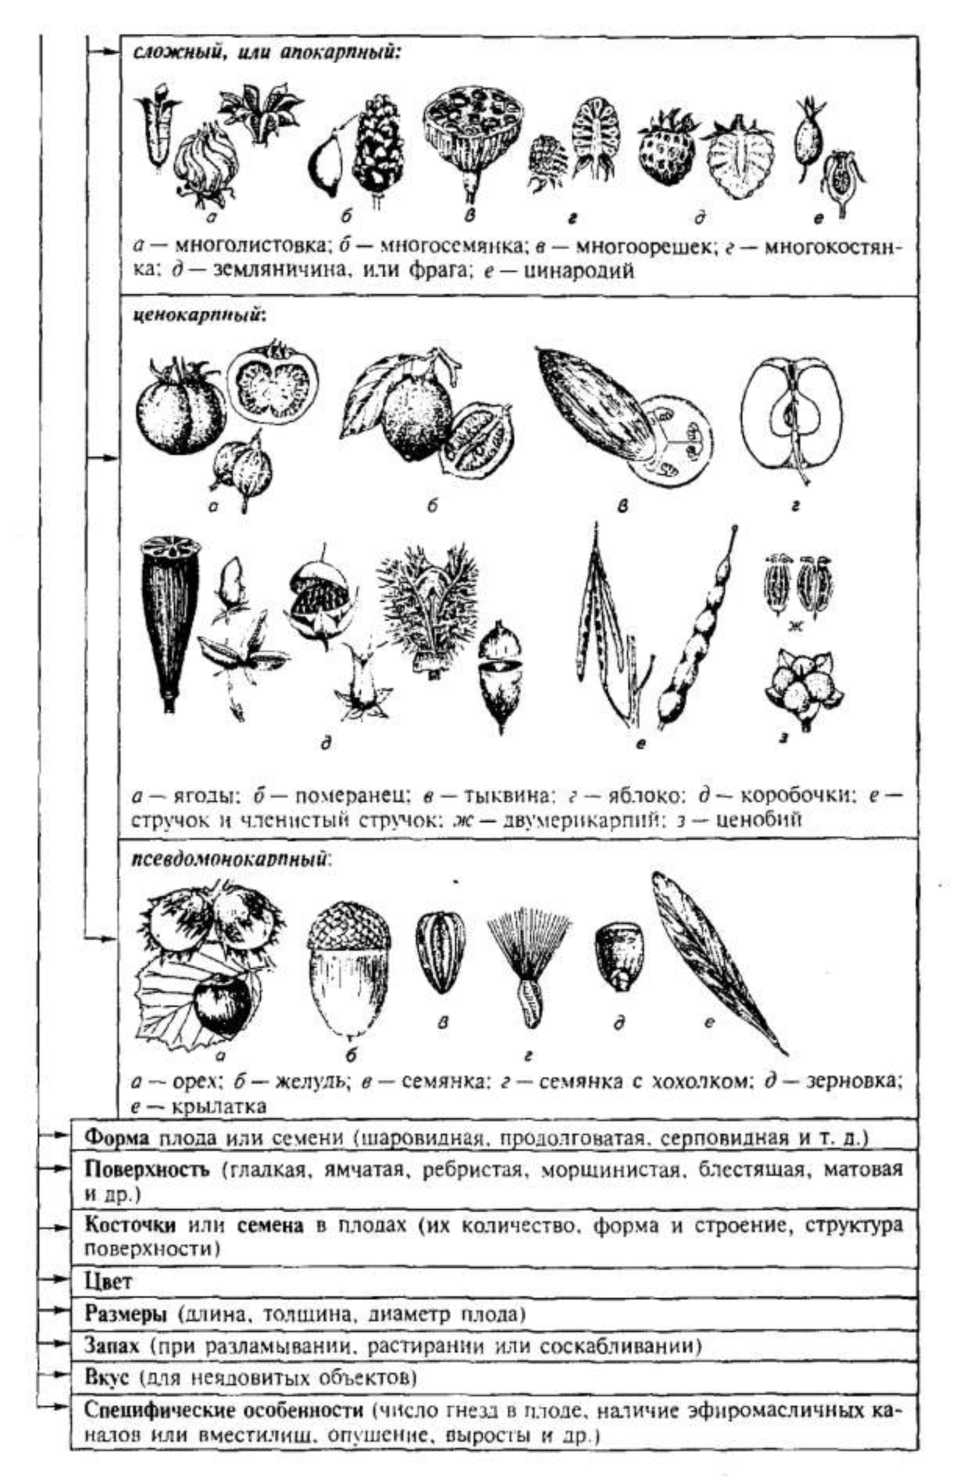 сложный, или апокарпный:
а б в г д е
а — многолистовка; б — многосемянка; в — многоорешек; г — многокостян-
ка; д — земляничина, или фрага; е — цинародий
ценокарпный:
а б в г
ж
д е з
а — ягоды; б — померанец; в — тыквина; г — яблоко; д — коробочки; е —
стручок и членистый стручок; ж — двумерикарпий; з — ценобий
псевдомонокарпный:
в г д е
а б
а — орех; б — желудь; в — семянка; г — семянка с хохолком; д — зерновка;
е — крылатка
Форма плода или семени (шаровидная, продолговатая, серповидная и т. д.)
Поверхность (гладкая, ямчатая, ребристая, морщинистая, блестящая, матовая
и др.)
Косточки или семена в плодах (их количество, форма и строение, структура
поверхности)
Цвет
Размеры (длина, толщина, диаметр плода)
Запах (при разламывании, растирании или соскабливании)
Вкус (для неядовитых объектов)
Специфические особенности (число гнезд в плоде, наличие эфиромасличных ка-
налов или вместилищ, опушение, выросты и др.)